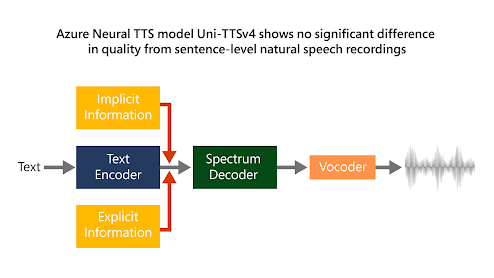 Azure Neural TTS model Uni-TTSv4 shows no significant difference
in quality from sentence-level natural speech recordings
Implicit
Information
Text
Text
Encoder
Spectrum
Decoder
Vocoder
Explicit
Information